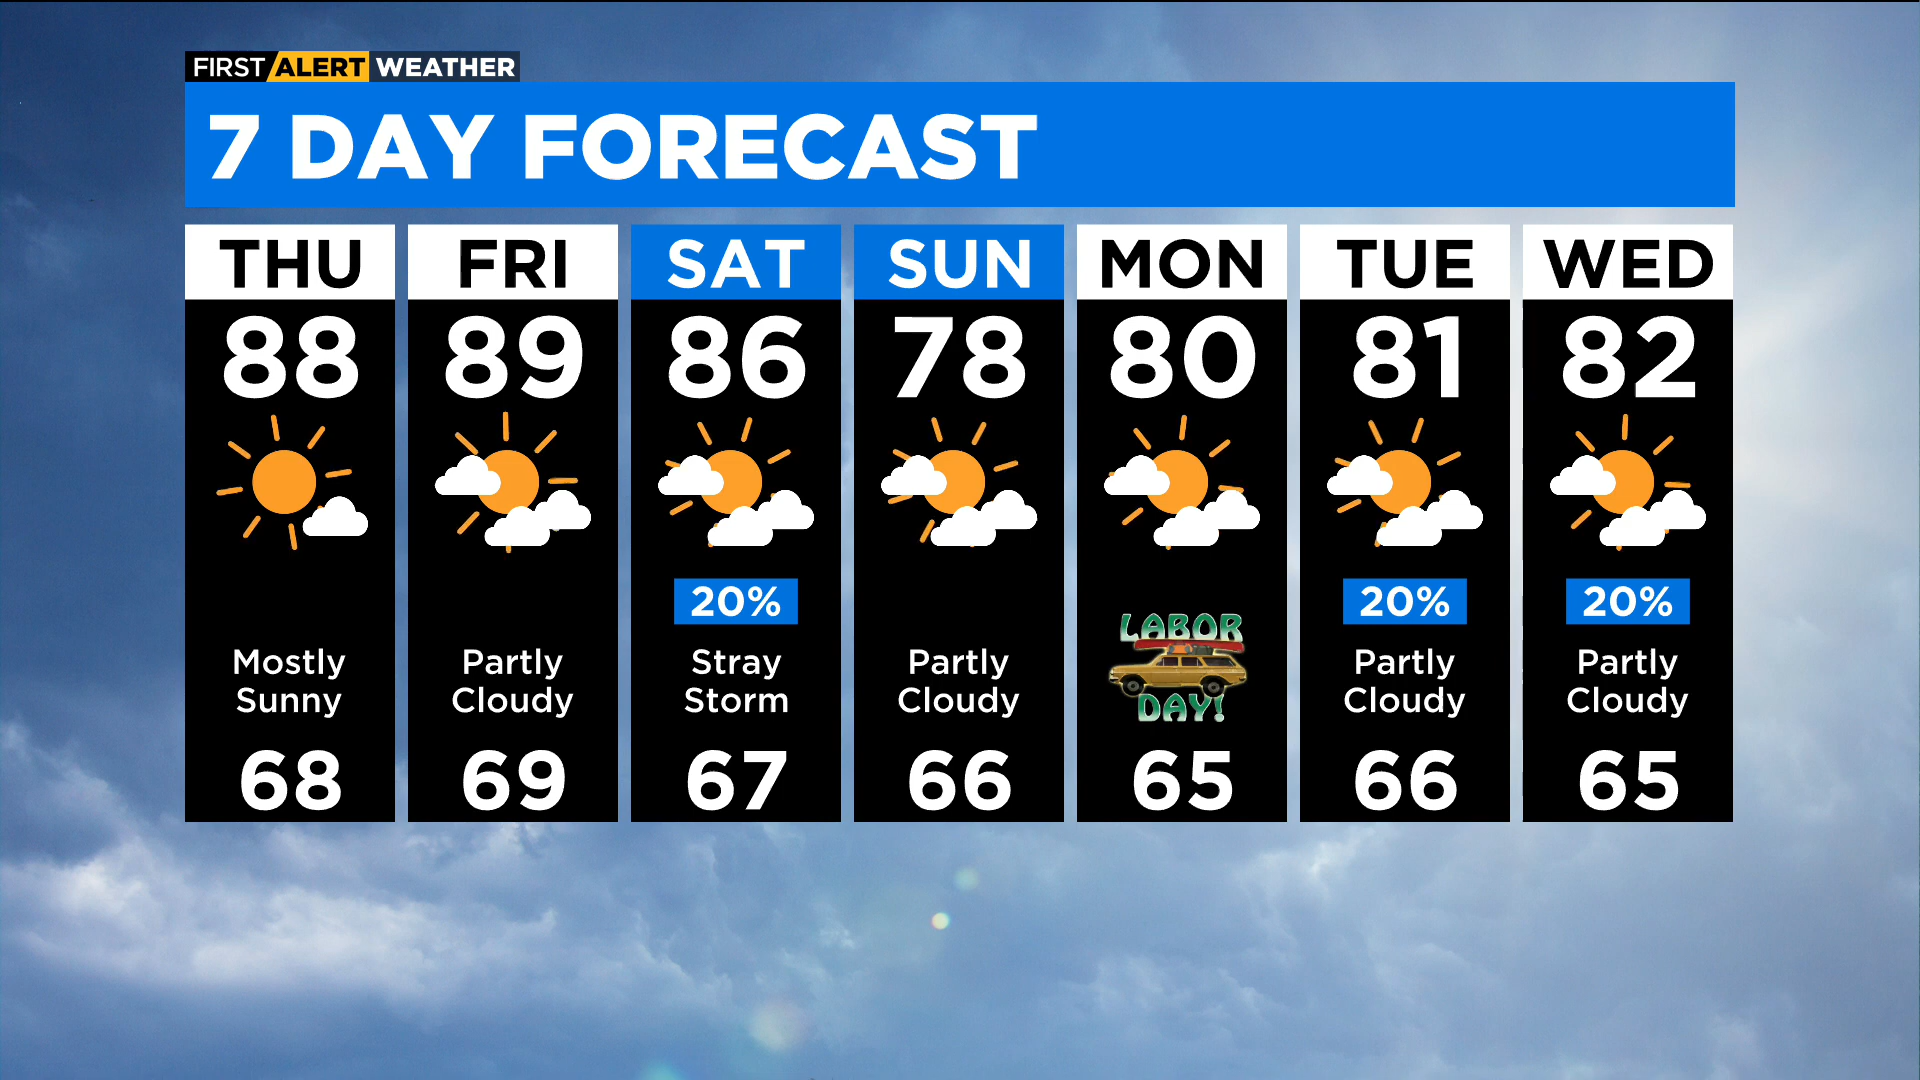 FIRST ALERT WEATHER
7 DAY FORECAST
THU
88
Mostly
Sunny
68
FRI
89
Partly
Cloudy
69
SAT
86
20%
Stray
Storm
67
SUN
78
Partly
Cloudy
66
MON
80
LABOR
DAY!
65
TUE
81
20%
Partly
Cloudy
66
WED
82
20%
Partly
Cloudy
65